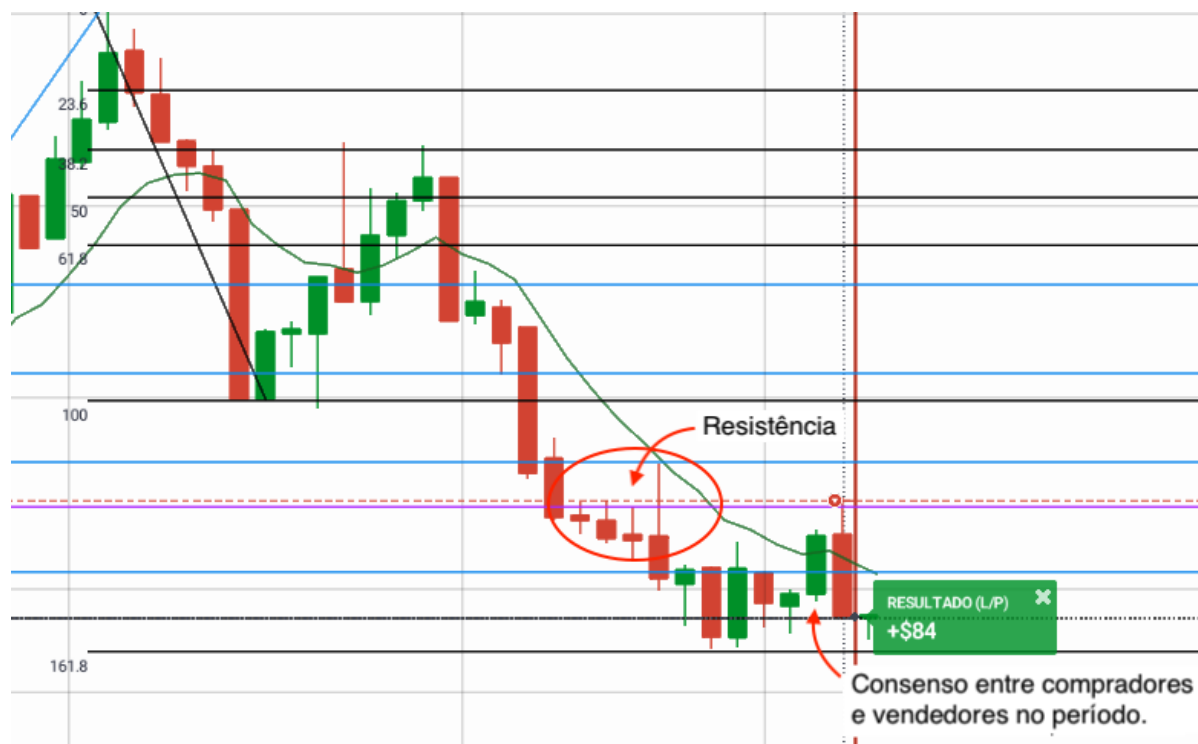 23.6
38.2
50
61.8
100
Resistência
RESULTADO (L/P)
+$84
161.8
Consenso entre compradores
e vendedores no período.